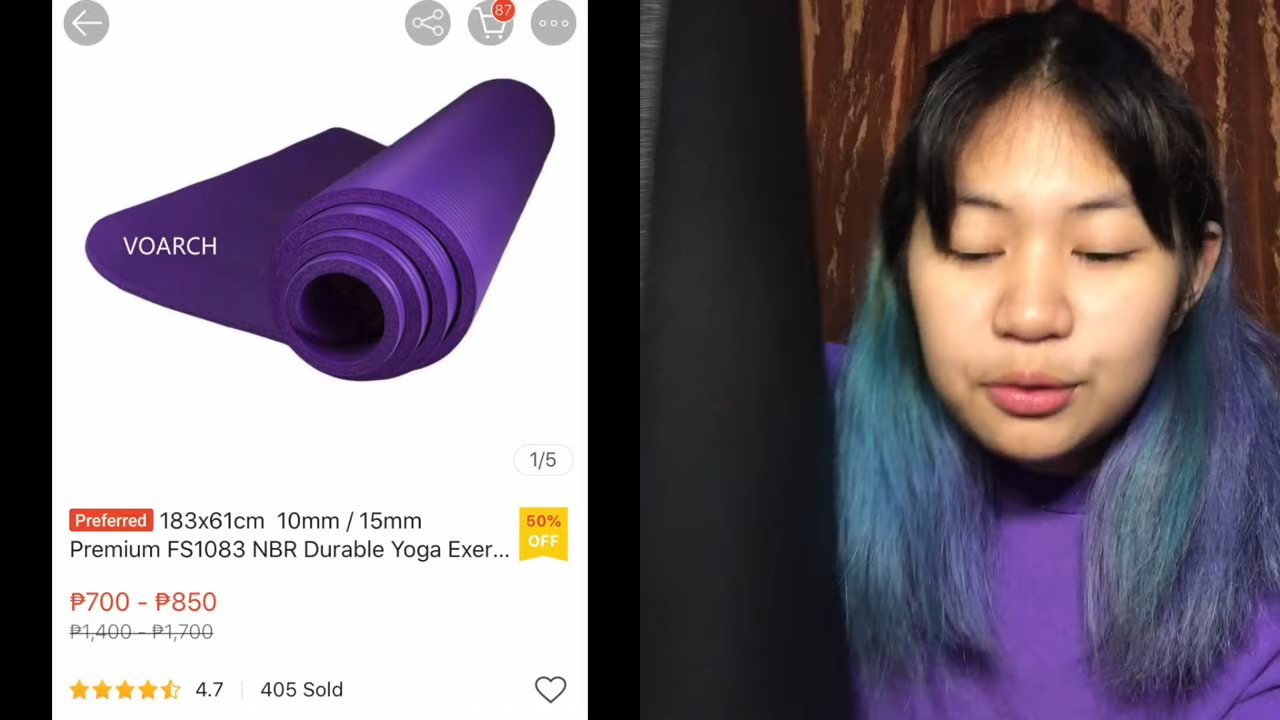 87
VOARCH
1/5
Preferred 183x61cm 10mm / 15mm
Premium FS1083 NBR Durable Yoga Exer...
50%
OFF
₱700 - ₱850
₱1,400 - ₱1,700
4.7 405 Sold